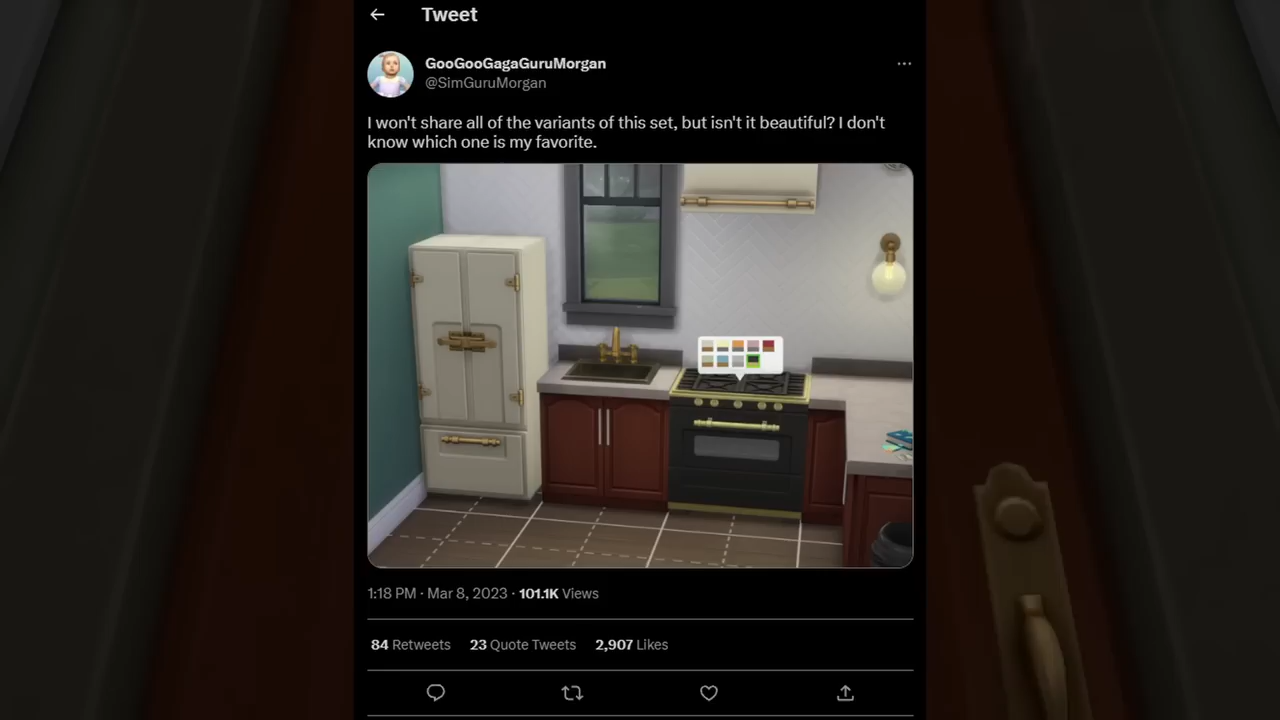 Tweet
GooGooGagaGuruMorgan
@SimGuruMorgan
I won't share all of the variants of this set, but isn't it beautiful? I don't
know which one is my favorite.
1:18 PM · Mar 8, 2023 · 101.1K Views
84 Retweets 23 Quote Tweets 2,907 Likes